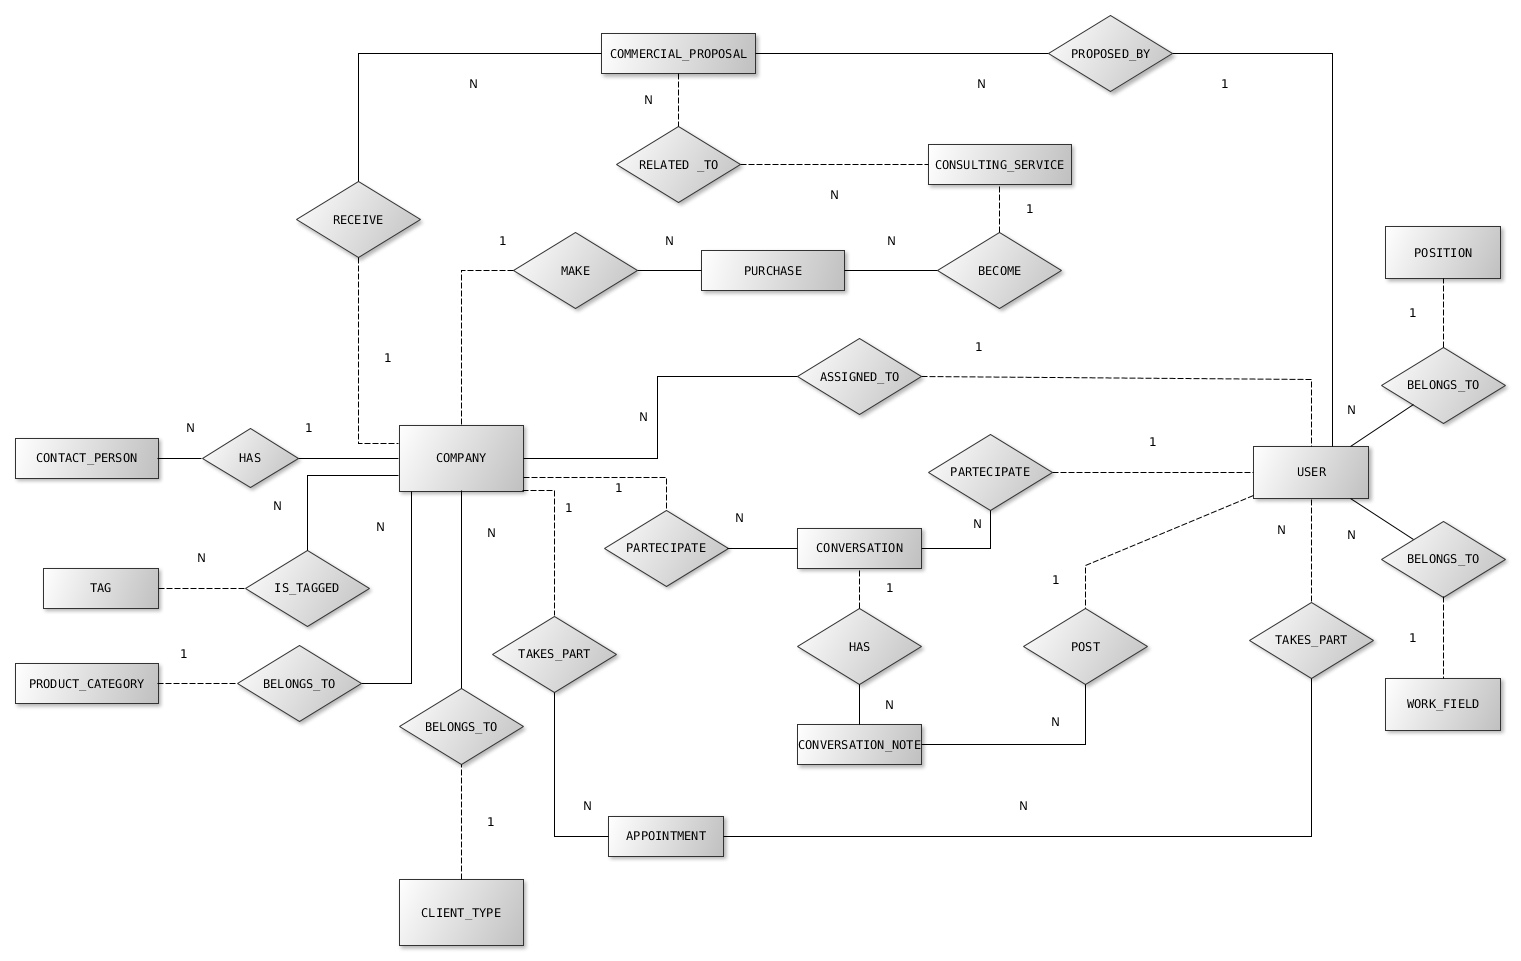 COMMERCIAL_PROPOSAL
PROPOSED_BY
N
N
1
N
RELATED _TO
CONSULTING_SERVICE
N
1
RECEIVE
1
N
N
POSITION
MAKE
PURCHASE
BECOME
1
1
1
ASSIGNED_TO
BELONGS_TO
N
N
N
1
1
CONTACT_PERSON
HAS
COMPANY
PARTECIPATE
USER
1
1
N
N
N
N
N
N
N
N
PARTECIPATE
CONVERSATION
BELONGS_TO
N
TAG
IS_TAGGED
1
1
1
1
HAS
POST
TAKES_PART
TAKES_PART
1
PRODUCT_CATEGORY
BELONGS_TO
N
WORK_FIELD
N
BELONGS_TO
CONVERSATION_NOTE
N
N
1
APPOINTMENT
CLIENT_TYPE